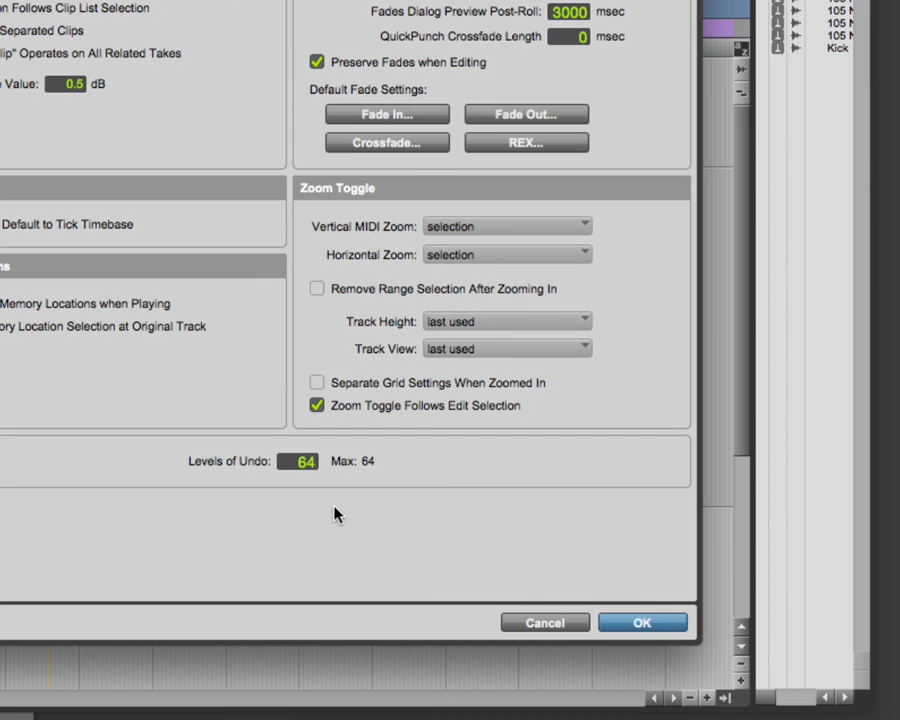 n Follows Clip List Selection
Separated Clips
lip" Operates on All Related Takes
e Value: 0.5 dB
Fades Dialog Preview Post-Roll: 3000 msec
QuickPunch Crossfade Length 0 msec
Preserve Fades when Editing
Default Fade Settings:
Fade In... Fade Out...
Crossfade... REX...
Default to Tick Timebase
ns
Memory Locations when Playing
ory Location Selection at Original Track
Zoom Toggle
Vertical MIDI Zoom: selection
Horizontal Zoom: selection
Remove Range Selection After Zooming In
Track Height: last used
Track View: last used
Separate Grid Settings When Zoomed In
Zoom Toggle Follows Edit Selection
Levels of Undo: 64 Max: 64
Cancel OK
a z
105 N
105 N
105 N
Kick